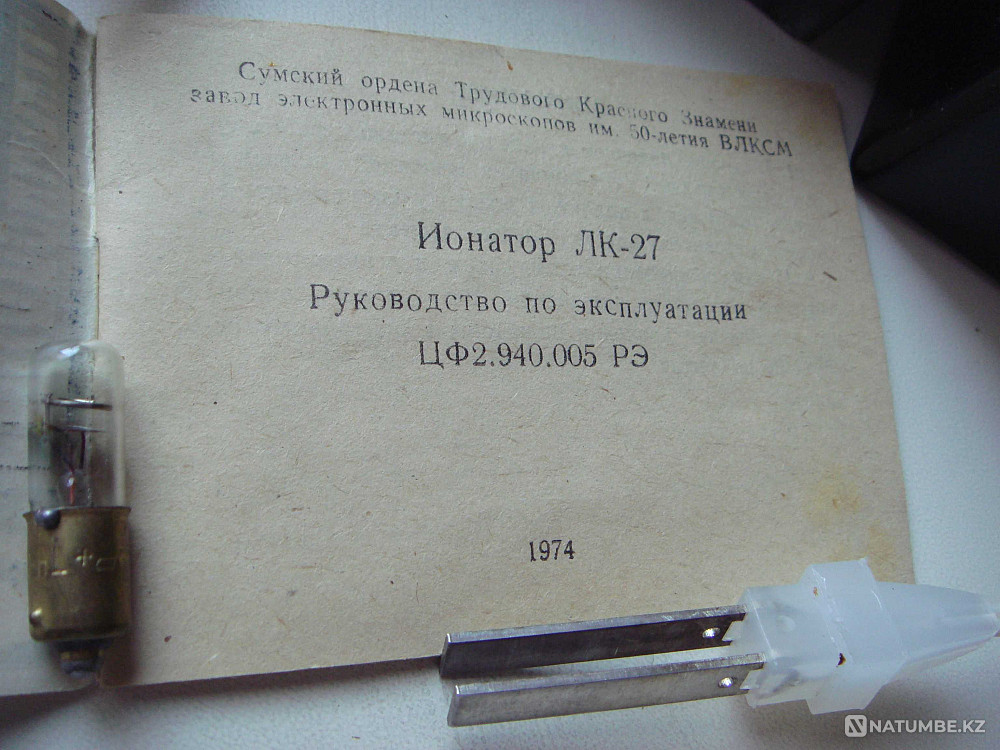 Сумский ордена Трудового Красного Знамени
завод электронных микроскопов им. 50-летия ВЛКСМ
Ионатор ЛК-27
Руководство по эксплуатации
ЦФ2.940.005 РЭ
1974
NATUMBE.KZ